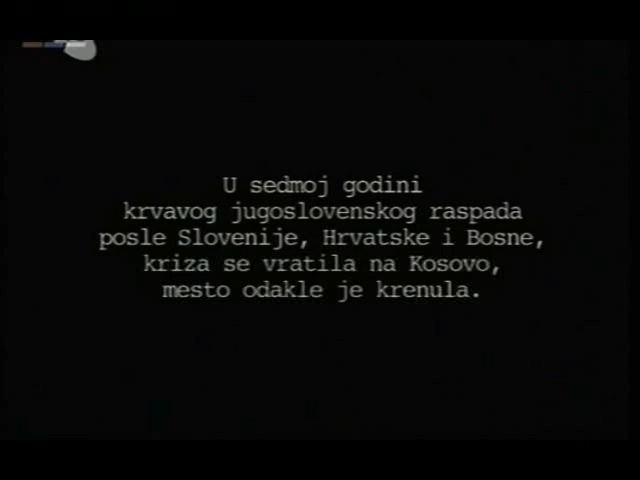 U sedmoj godini
krvavog jugoslovenskog raspada
posle Slovenije, Hrvatske i Bosne,
kriza se vratila na Kosovo,
mesto odakle je krenula.